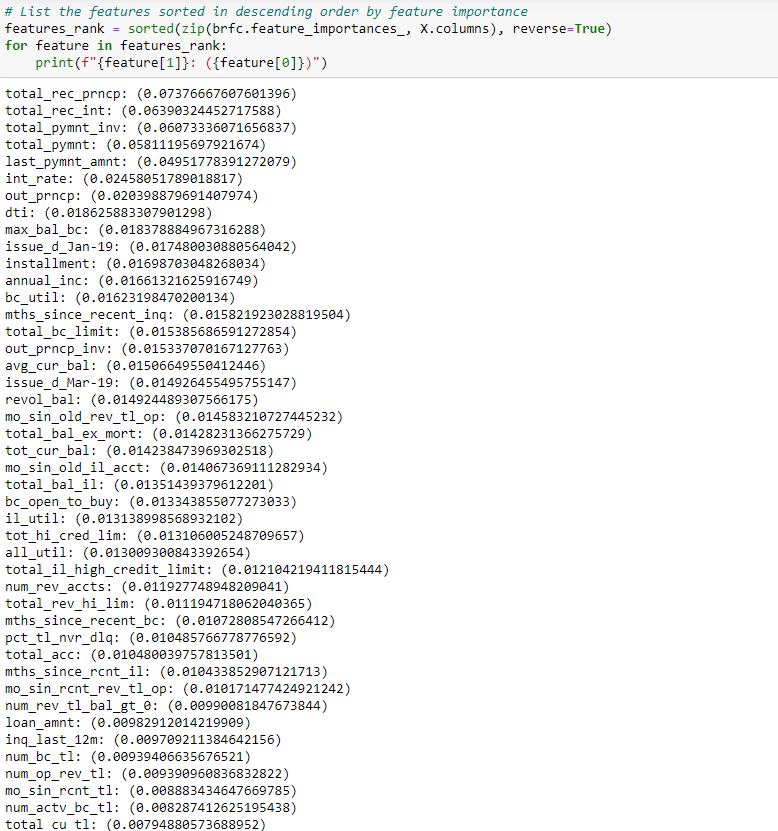 # List the features sorted in descending order by feature importance
features_rank = sorted(zip(brfc.feature_importances_, X.columns), reverse=True)
for feature in features_rank:
    print(f"{feature[1]}: ({feature[0]})")
total_rec_prncp: (0.07376667607601396)
total_rec_int: (0.06390324452717588)
total_pymnt_inv: (0.06073336071656837)
total_pymnt: (0.05811195697921674)
last_pymnt_amnt: (0.04951778391272079)
int_rate: (0.02458051789018817)
out_prncp: (0.020398879691407974)
dti: (0.018625883307901298)
max_bal_bc: (0.018378884967316288)
issue_d_Jan-19: (0.017480030880564042)
installment: (0.01698703048268034)
annual_inc: (0.01661321625916749)
bc_util: (0.01623198470200134)
mths_since_recent_inq: (0.015821923028819504)
total_bc_limit: (0.015385686591272854)
out_prncp_inv: (0.015337070167127763)
avg_cur_bal: (0.01506649550412446)
issue_d_Mar-19: (0.014926455495755147)
revol_bal: (0.014924489307566175)
mo_sin_old_rev_tl_op: (0.014583210727445232)
total_bal_ex_mort: (0.01428231366275729)
tot_cur_bal: (0.014238473969302518)
mo_sin_old_il_acct: (0.014067369111282934)
total_bal_il: (0.01351439379612201)
bc_open_to_buy: (0.013343855077273033)
il_util: (0.013138998568932102)
tot_hi_cred_lim: (0.013106005248709657)
all_util: (0.013009300843392654)
total_il_high_credit_limit: (0.012104219411815444)
num_rev_accts: (0.011927748948209041)
total_rev_hi_lim: (0.011194718062040365)
mths_since_recent_bc: (0.01072808547266412)
pct_tl_nvr_dlq: (0.010485766778776592)
total_acc: (0.010480039757813501)
mths_since_rcnt_il: (0.010433852907121713)
mo_sin_rcnt_rev_tl_op: (0.010171477424921242)
num_rev_tl_bal_gt_0: (0.00990081847673844)
loan_amnt: (0.00982912014219909)
inq_last_12m: (0.009709211384642156)
num_bc_tl: (0.00939406635676521)
num_op_rev_tl: (0.009390960836832822)
mo_sin_rcnt_tl: (0.008883434647669785)
num_actv_bc_tl: (0.008287412625195438)
total_cu_tl: (0.00794880573688952)